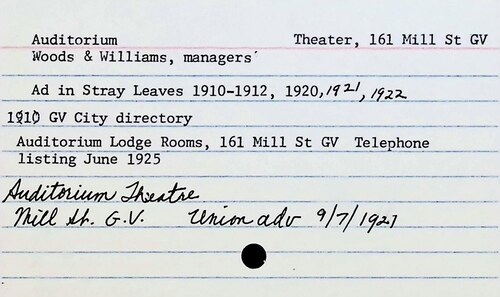 Auditorium Theater, 161 Mill St GV
Woods & Williams, managers
Ad in Stray Leaves 1910-1912, 1920, 1921, 1922
1910 GV City directory
Auditorium Lodge Rooms, 161 Mill St GV Telephone
listing June 1925
Auditorium Theatre
Mill St. G.V. Union adv 9/7/1921